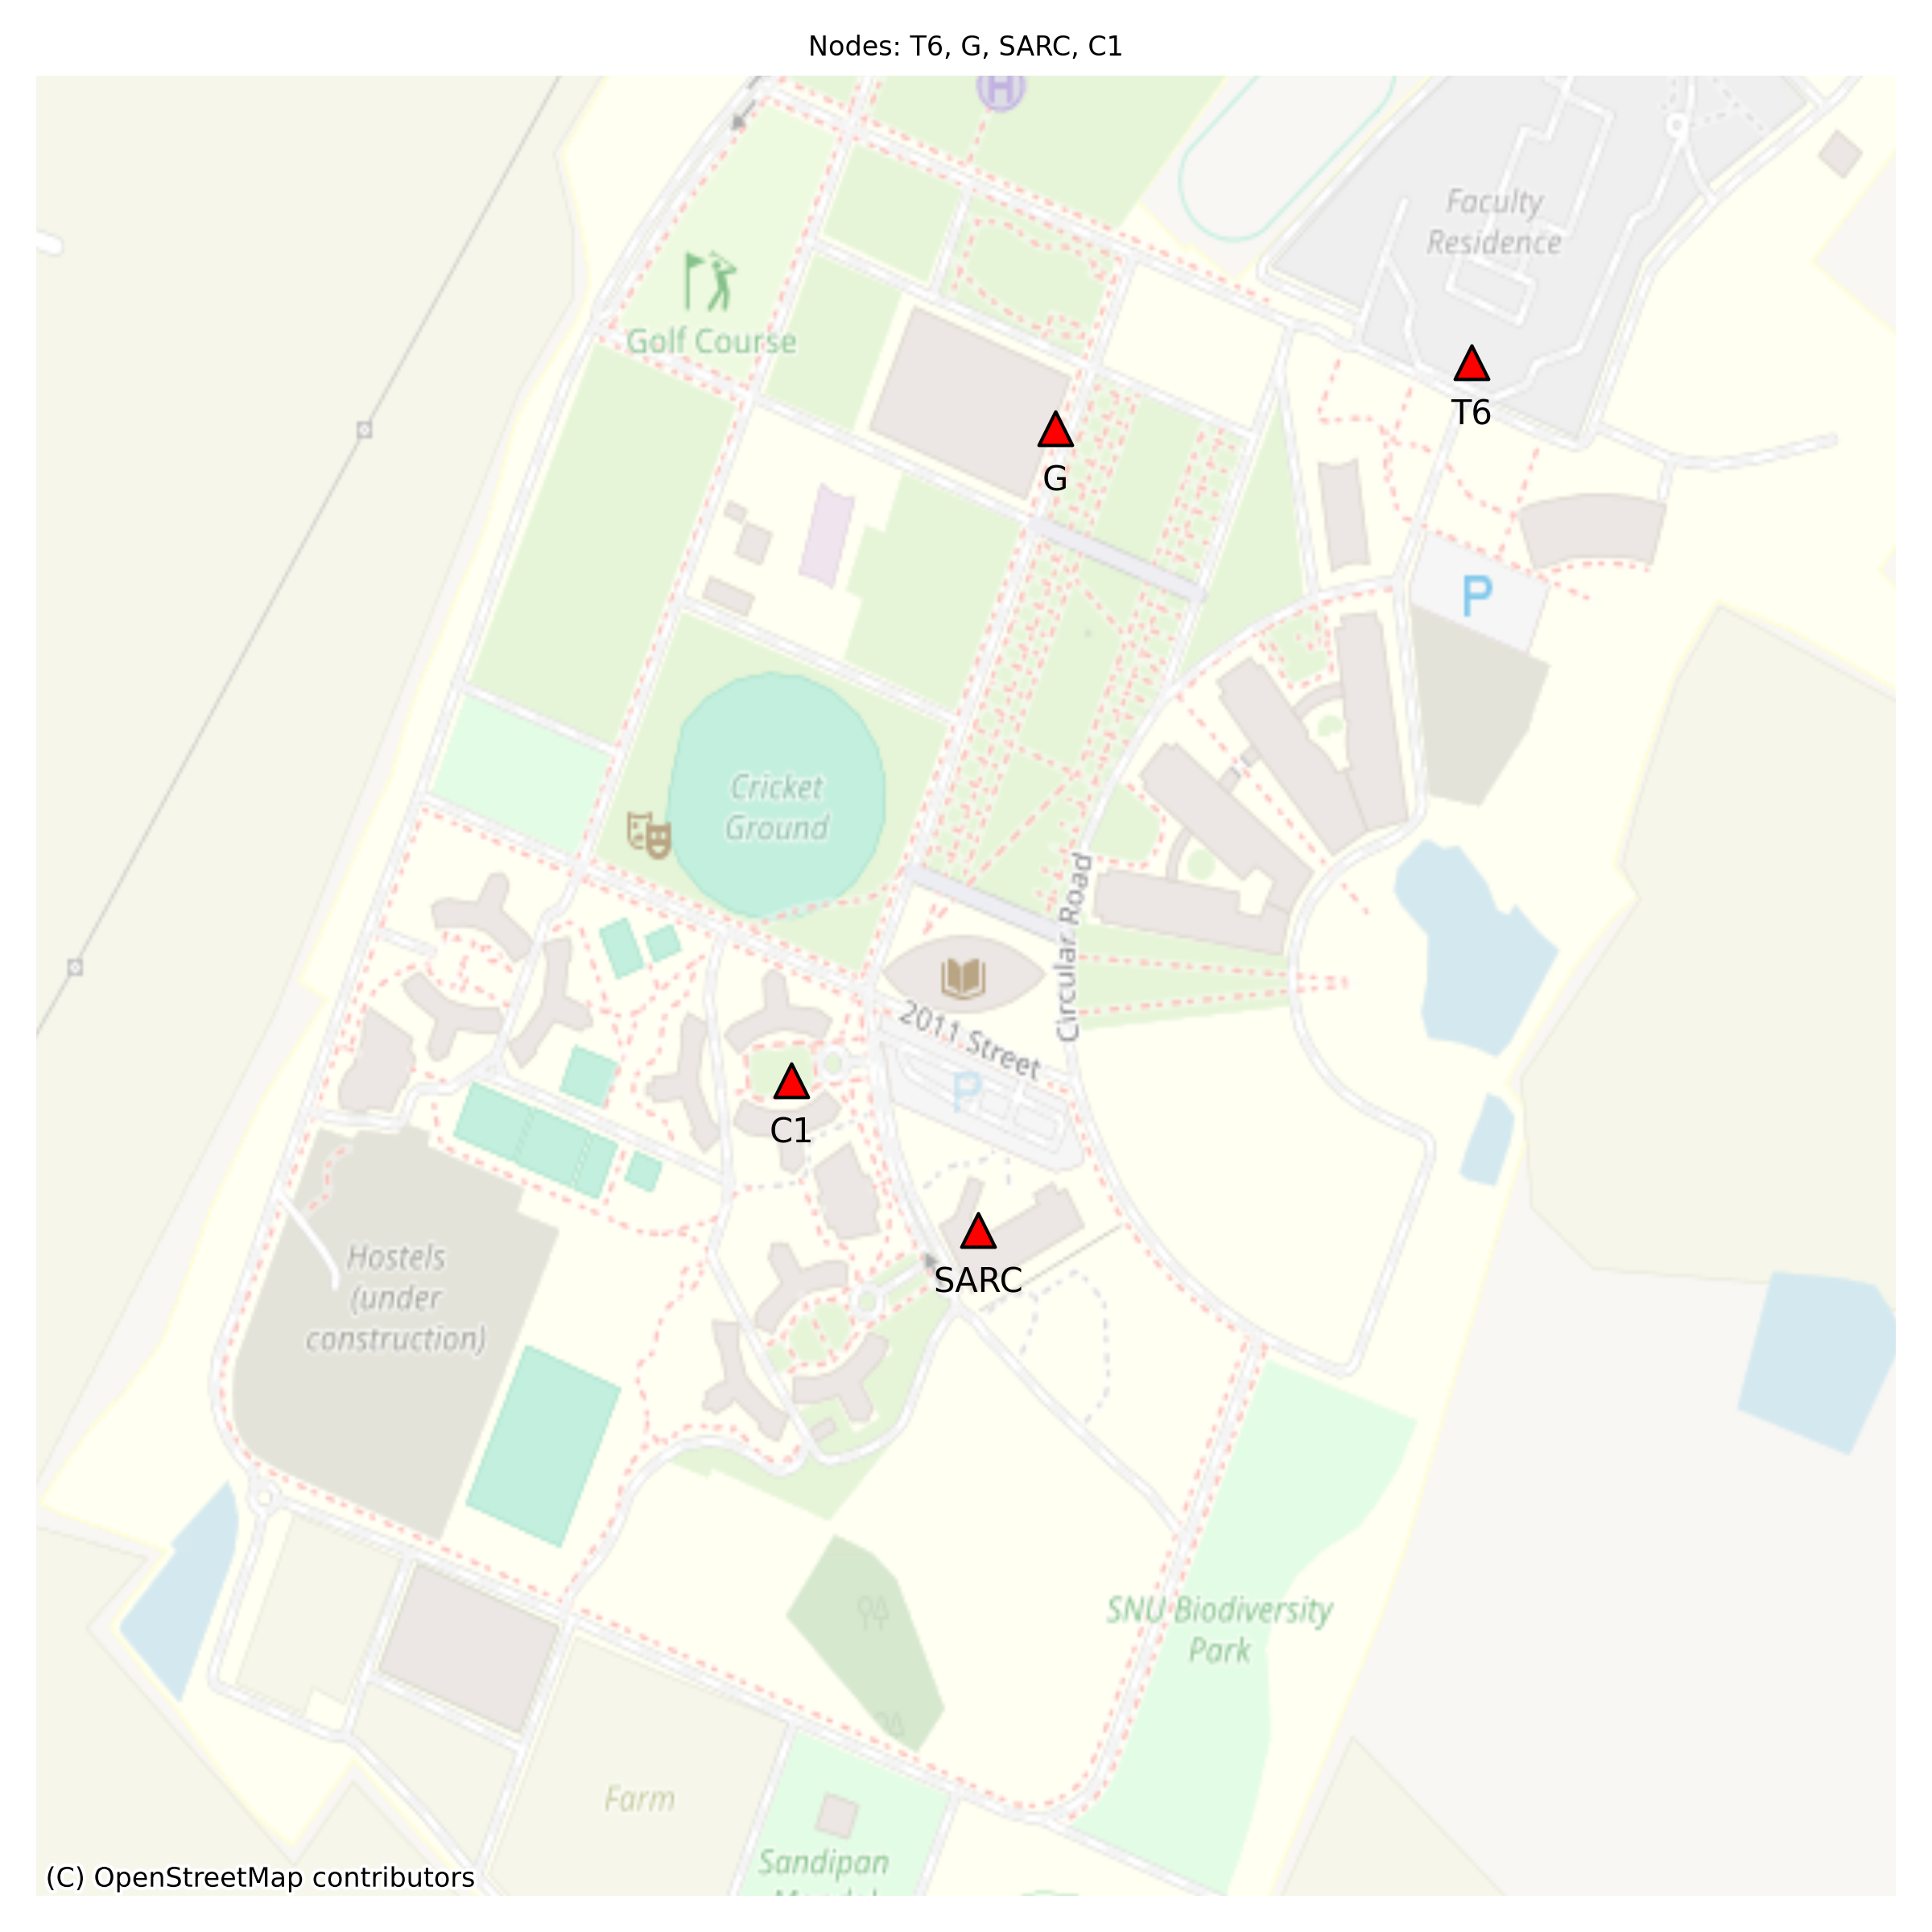 Nodes: T6, G, SARC, C1
H
Faculty
Residence
Golf Course
T6
G
P
Cricket
Ground
Circular Road
2011 Street
P
C1
SARC
Hostels
(under
construction)
SNU Biodiversity
Park
Farm
Sandipan
(C) OpenStreetMap contributors